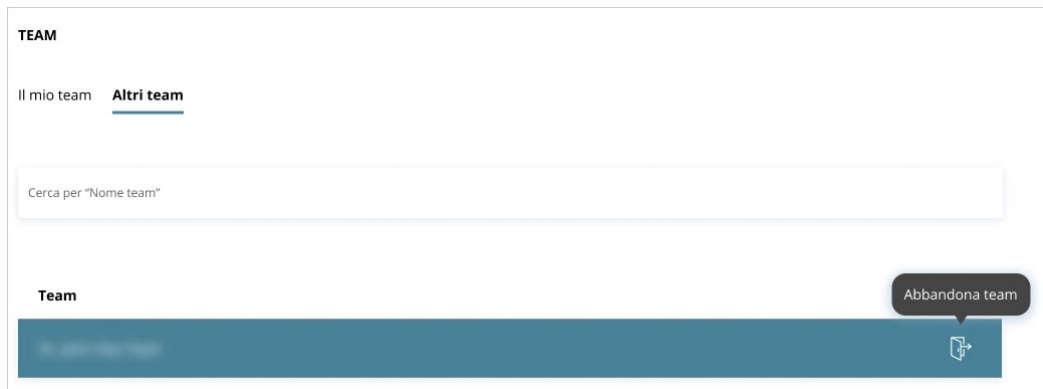 TEAM
Il mio team Altri team
Cerca per “Nome team”
Team
Abbandona team